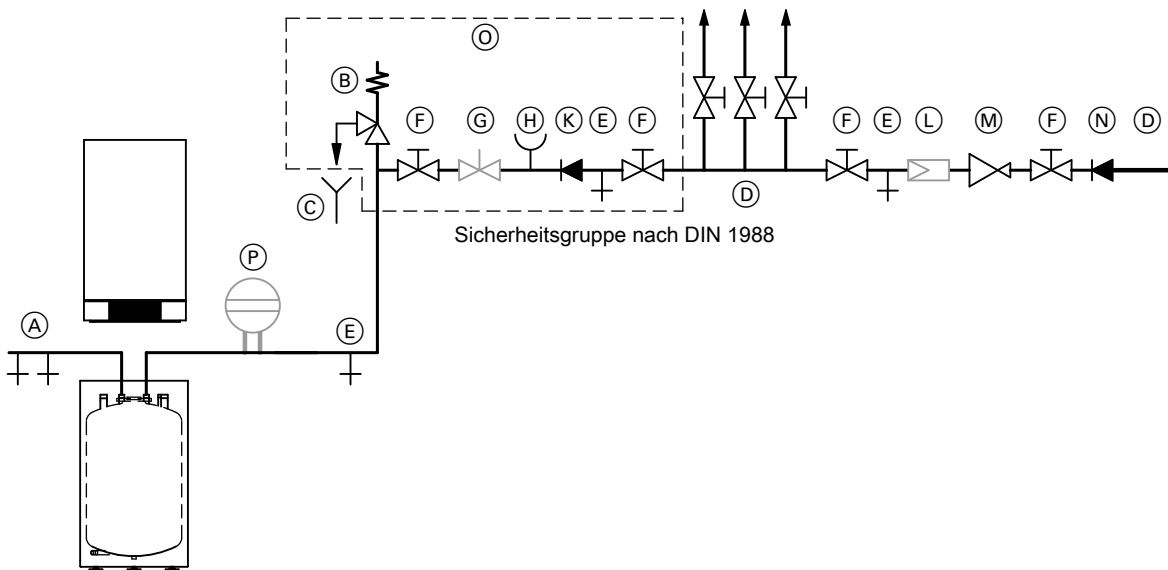 O
B
F G H K E F
F E L M F N D
C
D
Sicherheitsgruppe nach DIN 1988
P
A
E